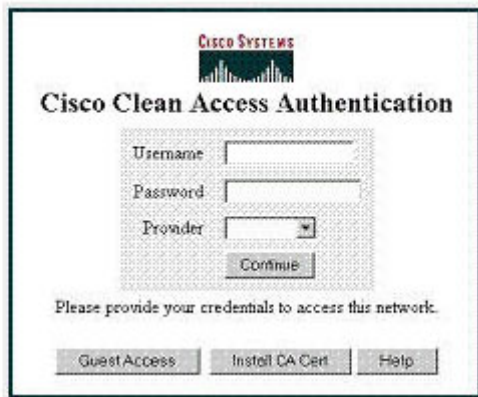 CISCO SYSTEMS
Cisco Clean Access Authentication
Username
Password
Provider
Continue
Please provide your credentials to access this network.
Guest Access Install CA Cert Help